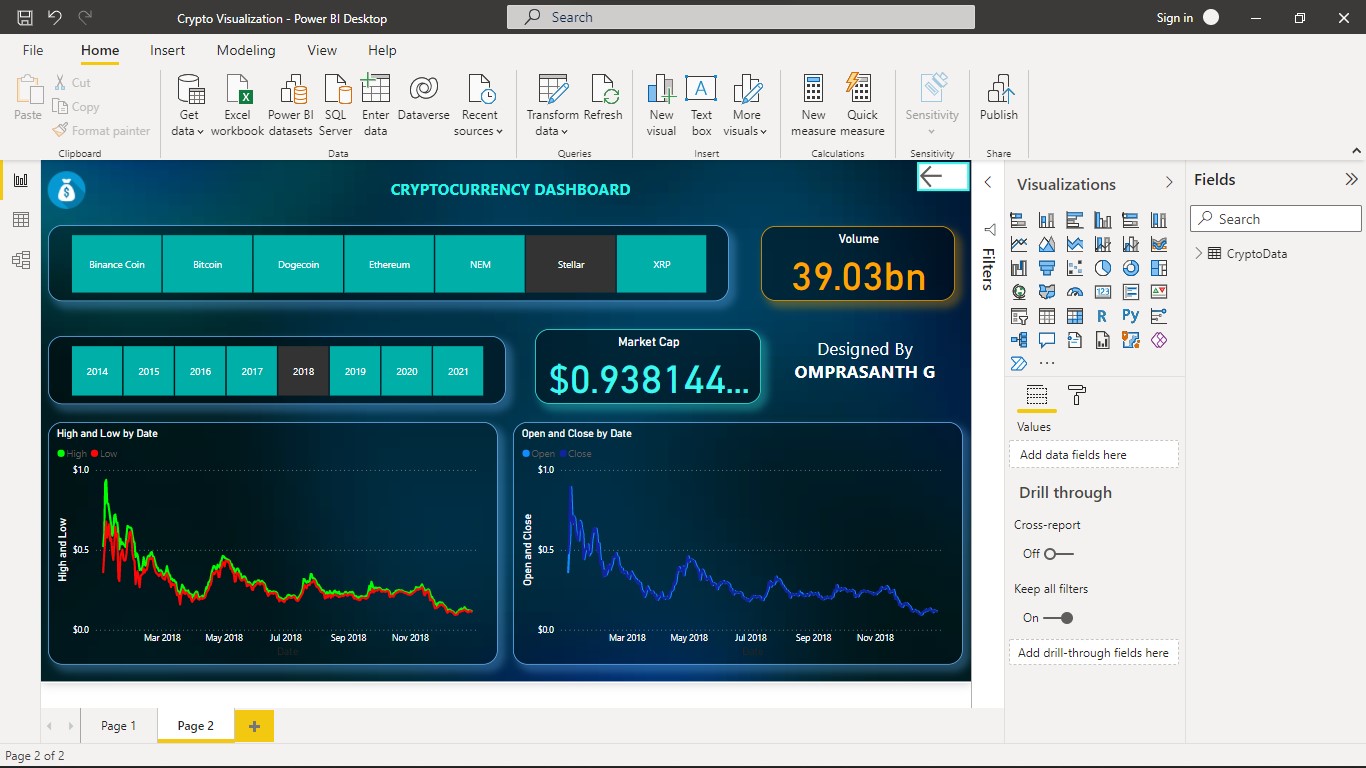 Crypto Visualization - Power BI Desktop
Search
Sign in
File Home Insert Modeling View Help
Paste
Cut
Copy
Format painter
Clipboard
Get data
Excel workbook
Power BI datasets
SQL Server
Enter data
Dataverse
Recent sources
Data
Transform data
Refresh
Queries
New visual
Text box
More visuals
Insert
New measure
Quick measure
Calculations
Sensitivity
Sensitivity
Publish
Share
CRYPTOCURRENCY DASHBOARD
Binance Coin Bitcoin Dogecoin Ethereum NEM Stellar XRP
Volume
39.03bn
2014 2015 2016 2017 2018 2019 2020 2021
Market Cap
$0.938144...
Designed By
OMPRASANTH G
High and Low by Date
High Low
High and Low
$1.0
$0.5
$0.0
Mar 2018 May 2018 Jul 2018 Sep 2018 Nov 2018
Date
Open and Close by Date
Open Close
Open and Close
$1.0
$0.5
$0.0
Mar 2018 May 2018 Jul 2018 Sep 2018 Nov 2018
Filters
Visualizations
R Py
123
Values
Add data fields here
Drill through
Cross-report
Off
Keep all filters
On
Add drill-through fields here
Fields
Search
CryptoData
Page 1
Page 2
Page 2 of 2